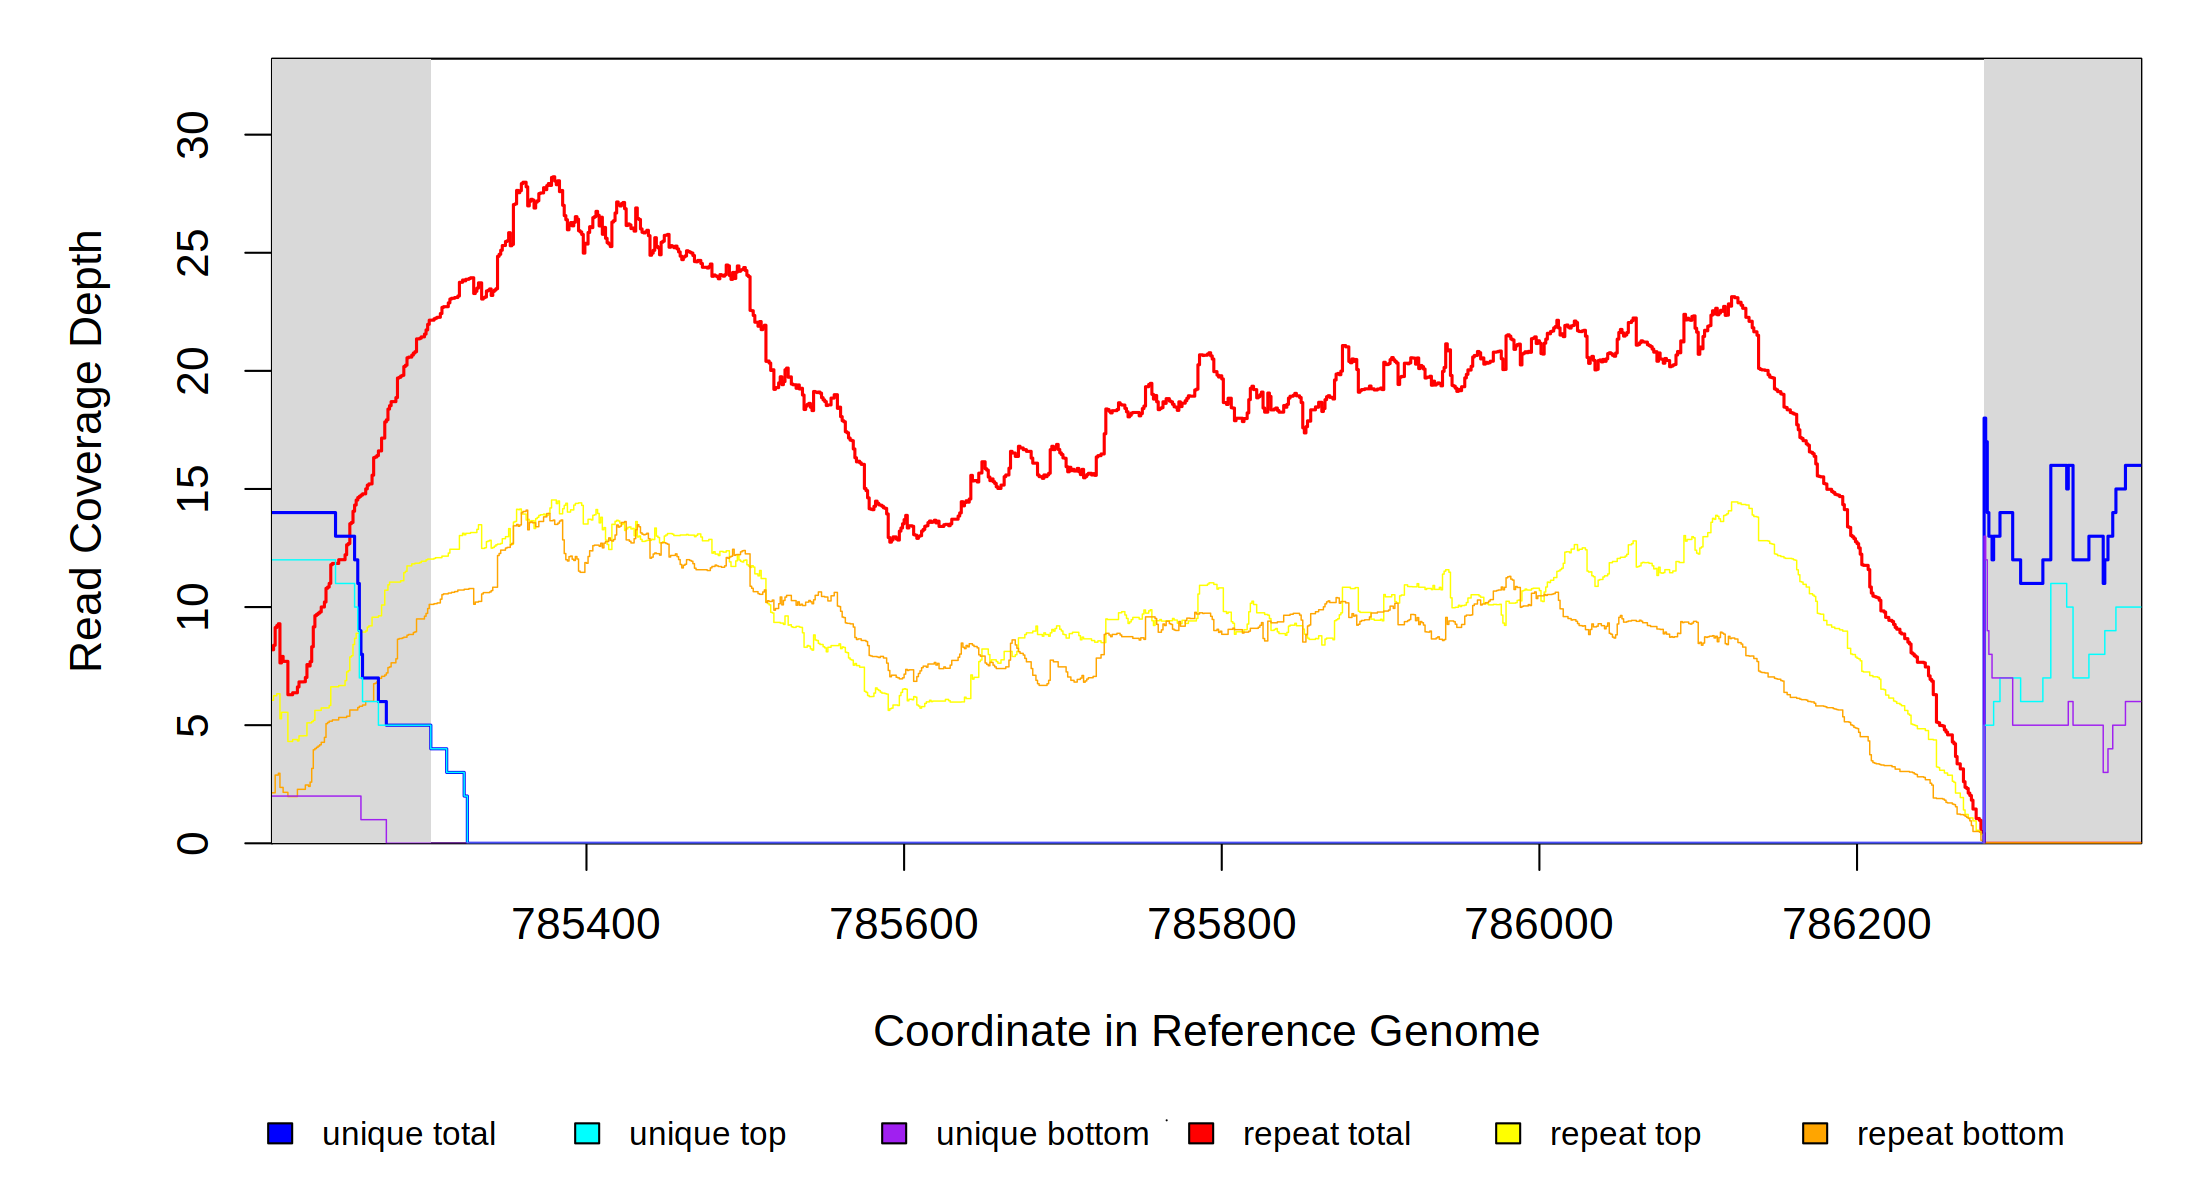 Read Coverage Depth
30
25
20
15
10
5
0
785400 785600 785800 786000 786200
Coordinate in Reference Genome
unique total unique top unique bottom repeat total repeat top repeat bottom